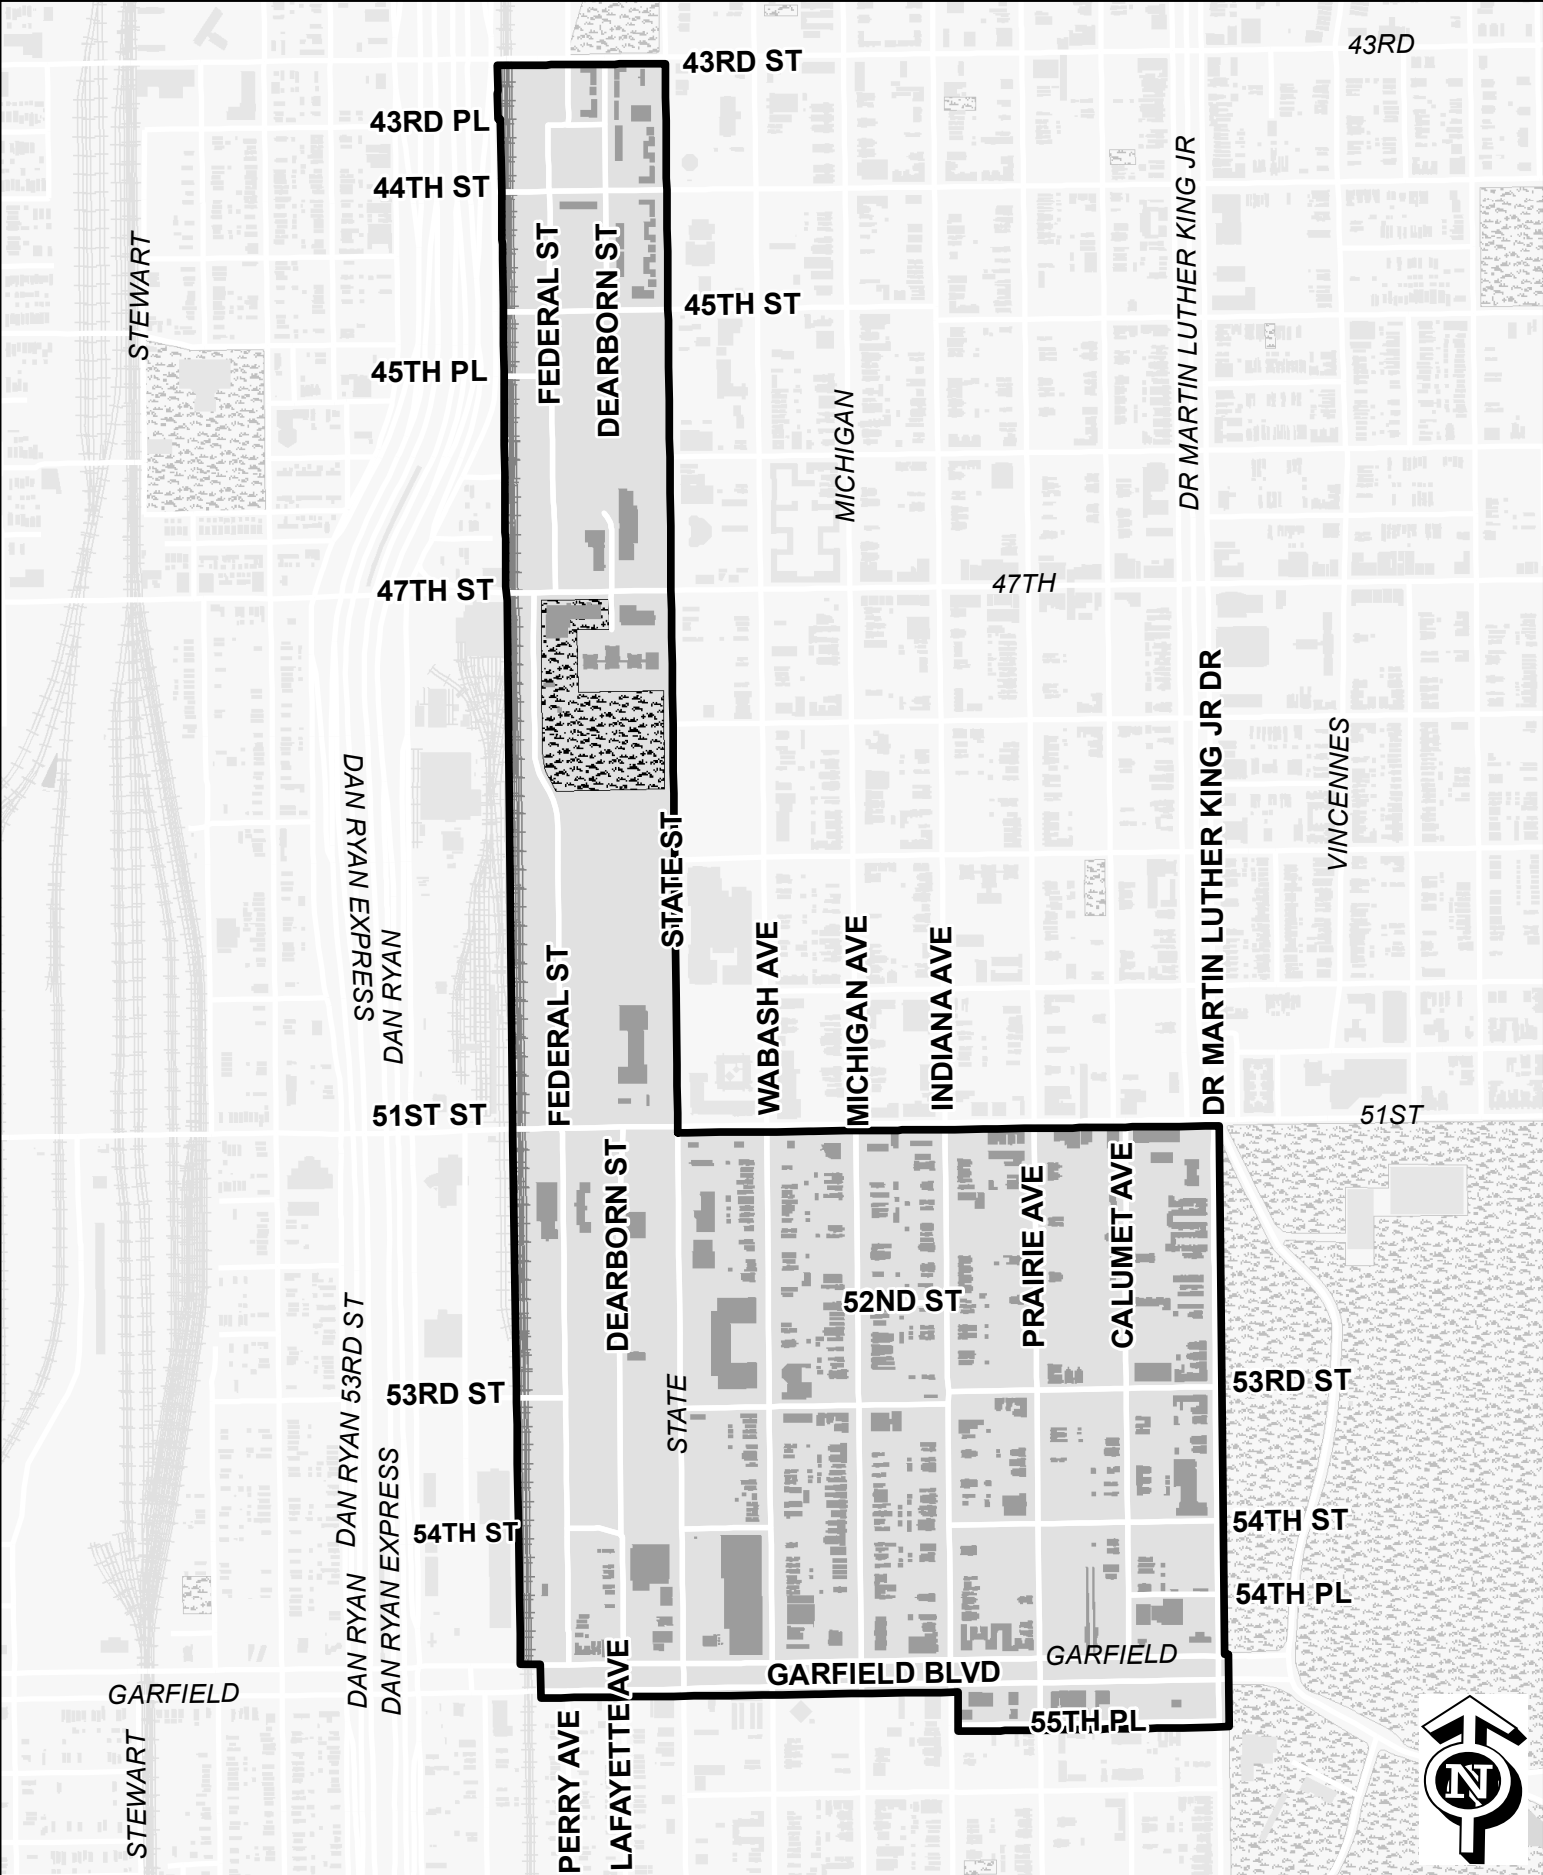 43RD
43RD ST
43RD PL
44TH ST
DR MARTIN LUTHER KING JR
STEWART
FEDERAL ST
DEARBORN ST
45TH ST
45TH PL
MICHIGAN
47TH ST
47TH
DR MARTIN LUTHER KING JR DR
VINCENNES
DAN RYAN EXPRESS
DAN RYAN
STATE ST
FEDERAL ST
WABASH AVE
MICHIGAN AVE
INDIANA AVE
51ST ST
51ST
DEARBORN ST
PRAIRIE AVE
CALUMET AVE
52ND ST
DAN RYAN 53RD ST
53RD ST
STATE
53RD ST
DAN RYAN EXPRESS
54TH ST
54TH ST
DAN RYAN
54TH PL
GARFIELD
GARFIELD BLVD
GARFIELD
55TH PL
STEWART
PERRY AVE
LAFAYETTE AVE
N